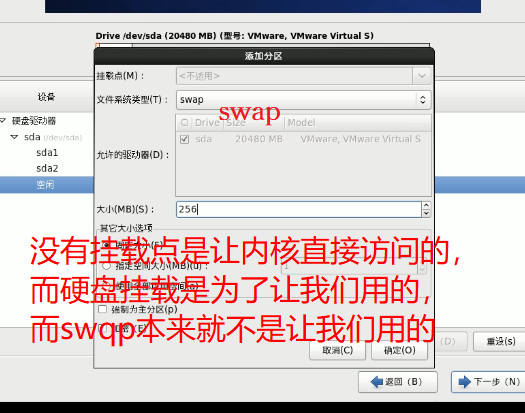 Drive /dev/sda (20480 MB) (型号: VMware, VMware Virtual S)
添加分区
挂载点(M)：
<不适用>
文件系统类型(T)：
swap
swap
允许的驱动器(D)：
Drive Size Model
sda 20480 MB VMware, VMware Virtual S
设备
硬盘驱动器
sda (/dev/sda)
sda1
sda2
空闲
大小(MB)(S)：
256
其它大小选项
没有挂载点是让内核直接访问的，
指定空间大小(MB)(u)：
1
而硬盘挂载是为了让我们用的，
强制为主分区(p)
而swqp本来就不是让我们用的
(D)
重设(s)
取消(C)
确定(O)
返回（B）
下一步（N）